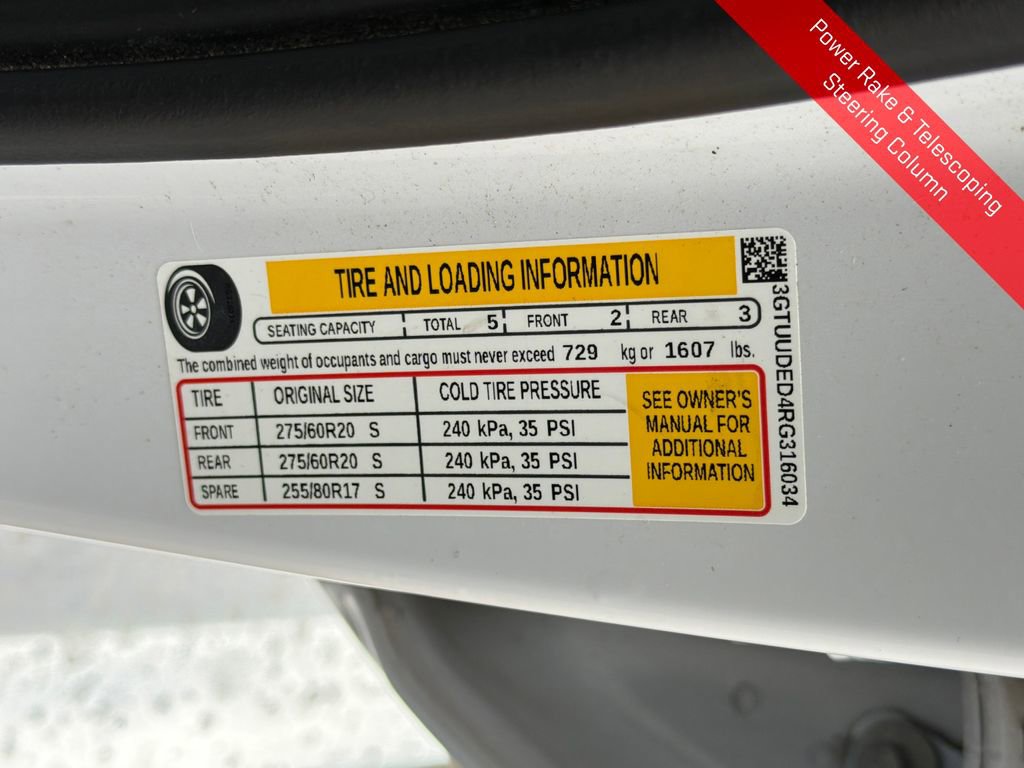 Power Rake & Telescoping
Steering Column
TIRE AND LOADING INFORMATION
SEATING CAPACITY TOTAL 5 FRONT 2 REAR 3
The combined weight of occupants and cargo must never exceed 729 kg or 1607 lbs.
TIRE ORIGINAL SIZE COLD TIRE PRESSURE
FRONT 275/60R20 S 240 kPa, 35 PSI
REAR 275/60R20 S 240 kPa, 35 PSI
SPARE 255/80R17 S 240 kPa, 35 PSI
SEE OWNER'S
MANUAL FOR
ADDITIONAL
INFORMATION
3GTUUDED4RG316034